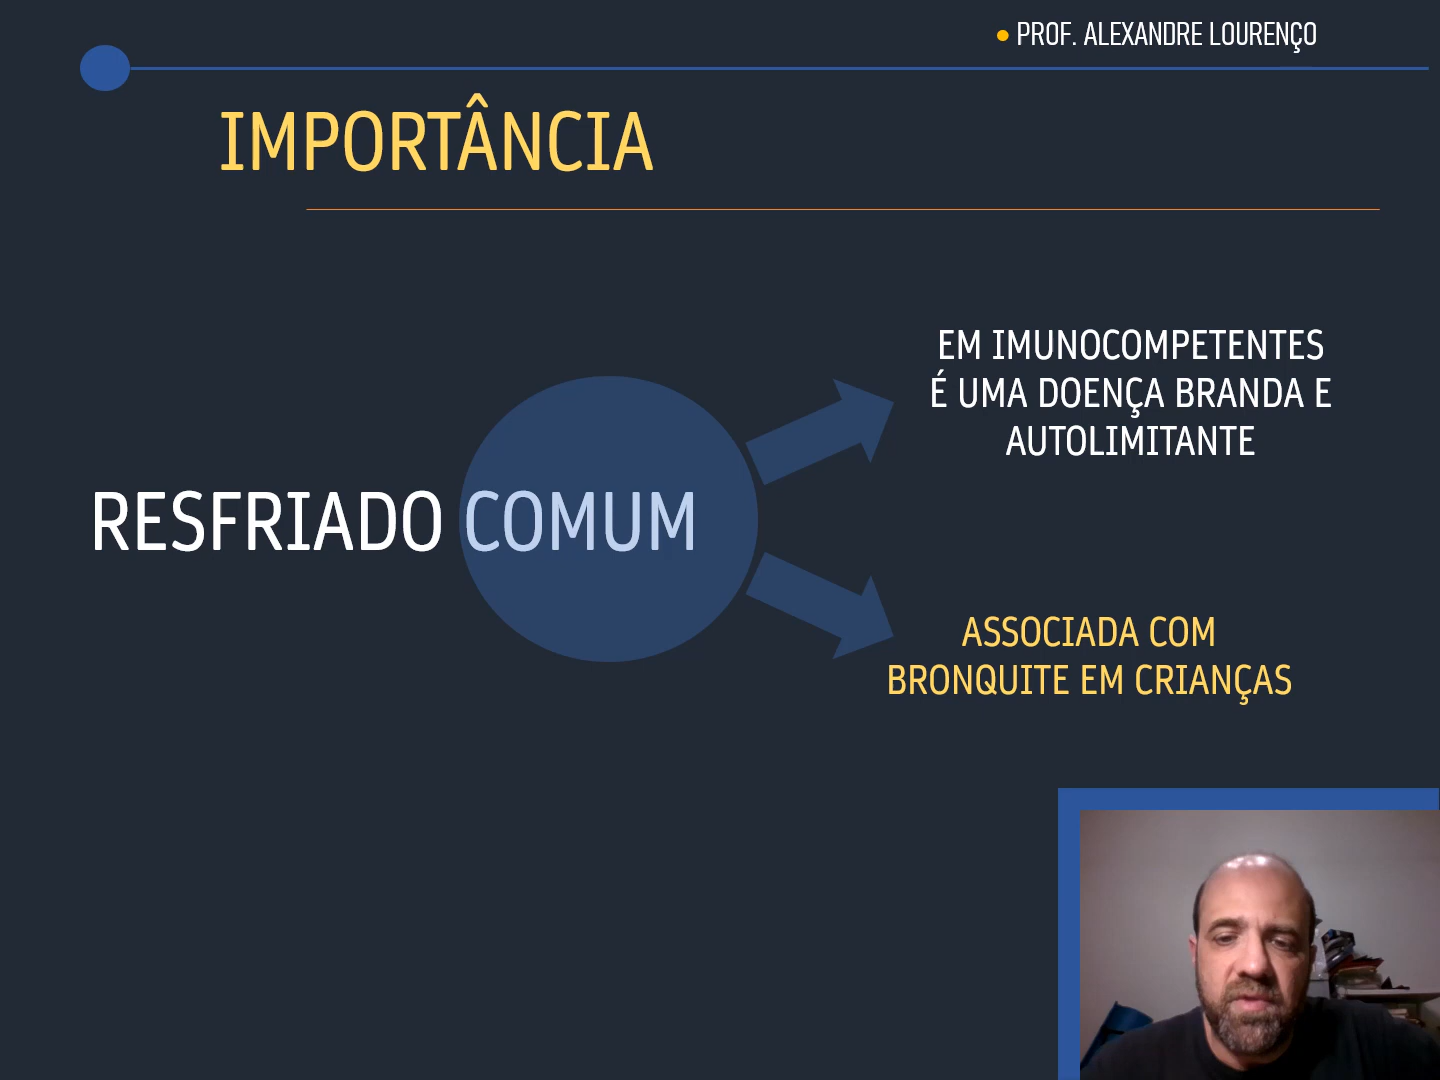 PROF. ALEXANDRE LOURENÇO
IMPORTÂNCIA
RESFRIADO COMUM
EM IMUNOCOMPETENTES
É UMA DOENÇA BRANDA E
AUTOLIMITANTE
ASSOCIADA COM
BRONQUITE EM CRIANÇAS